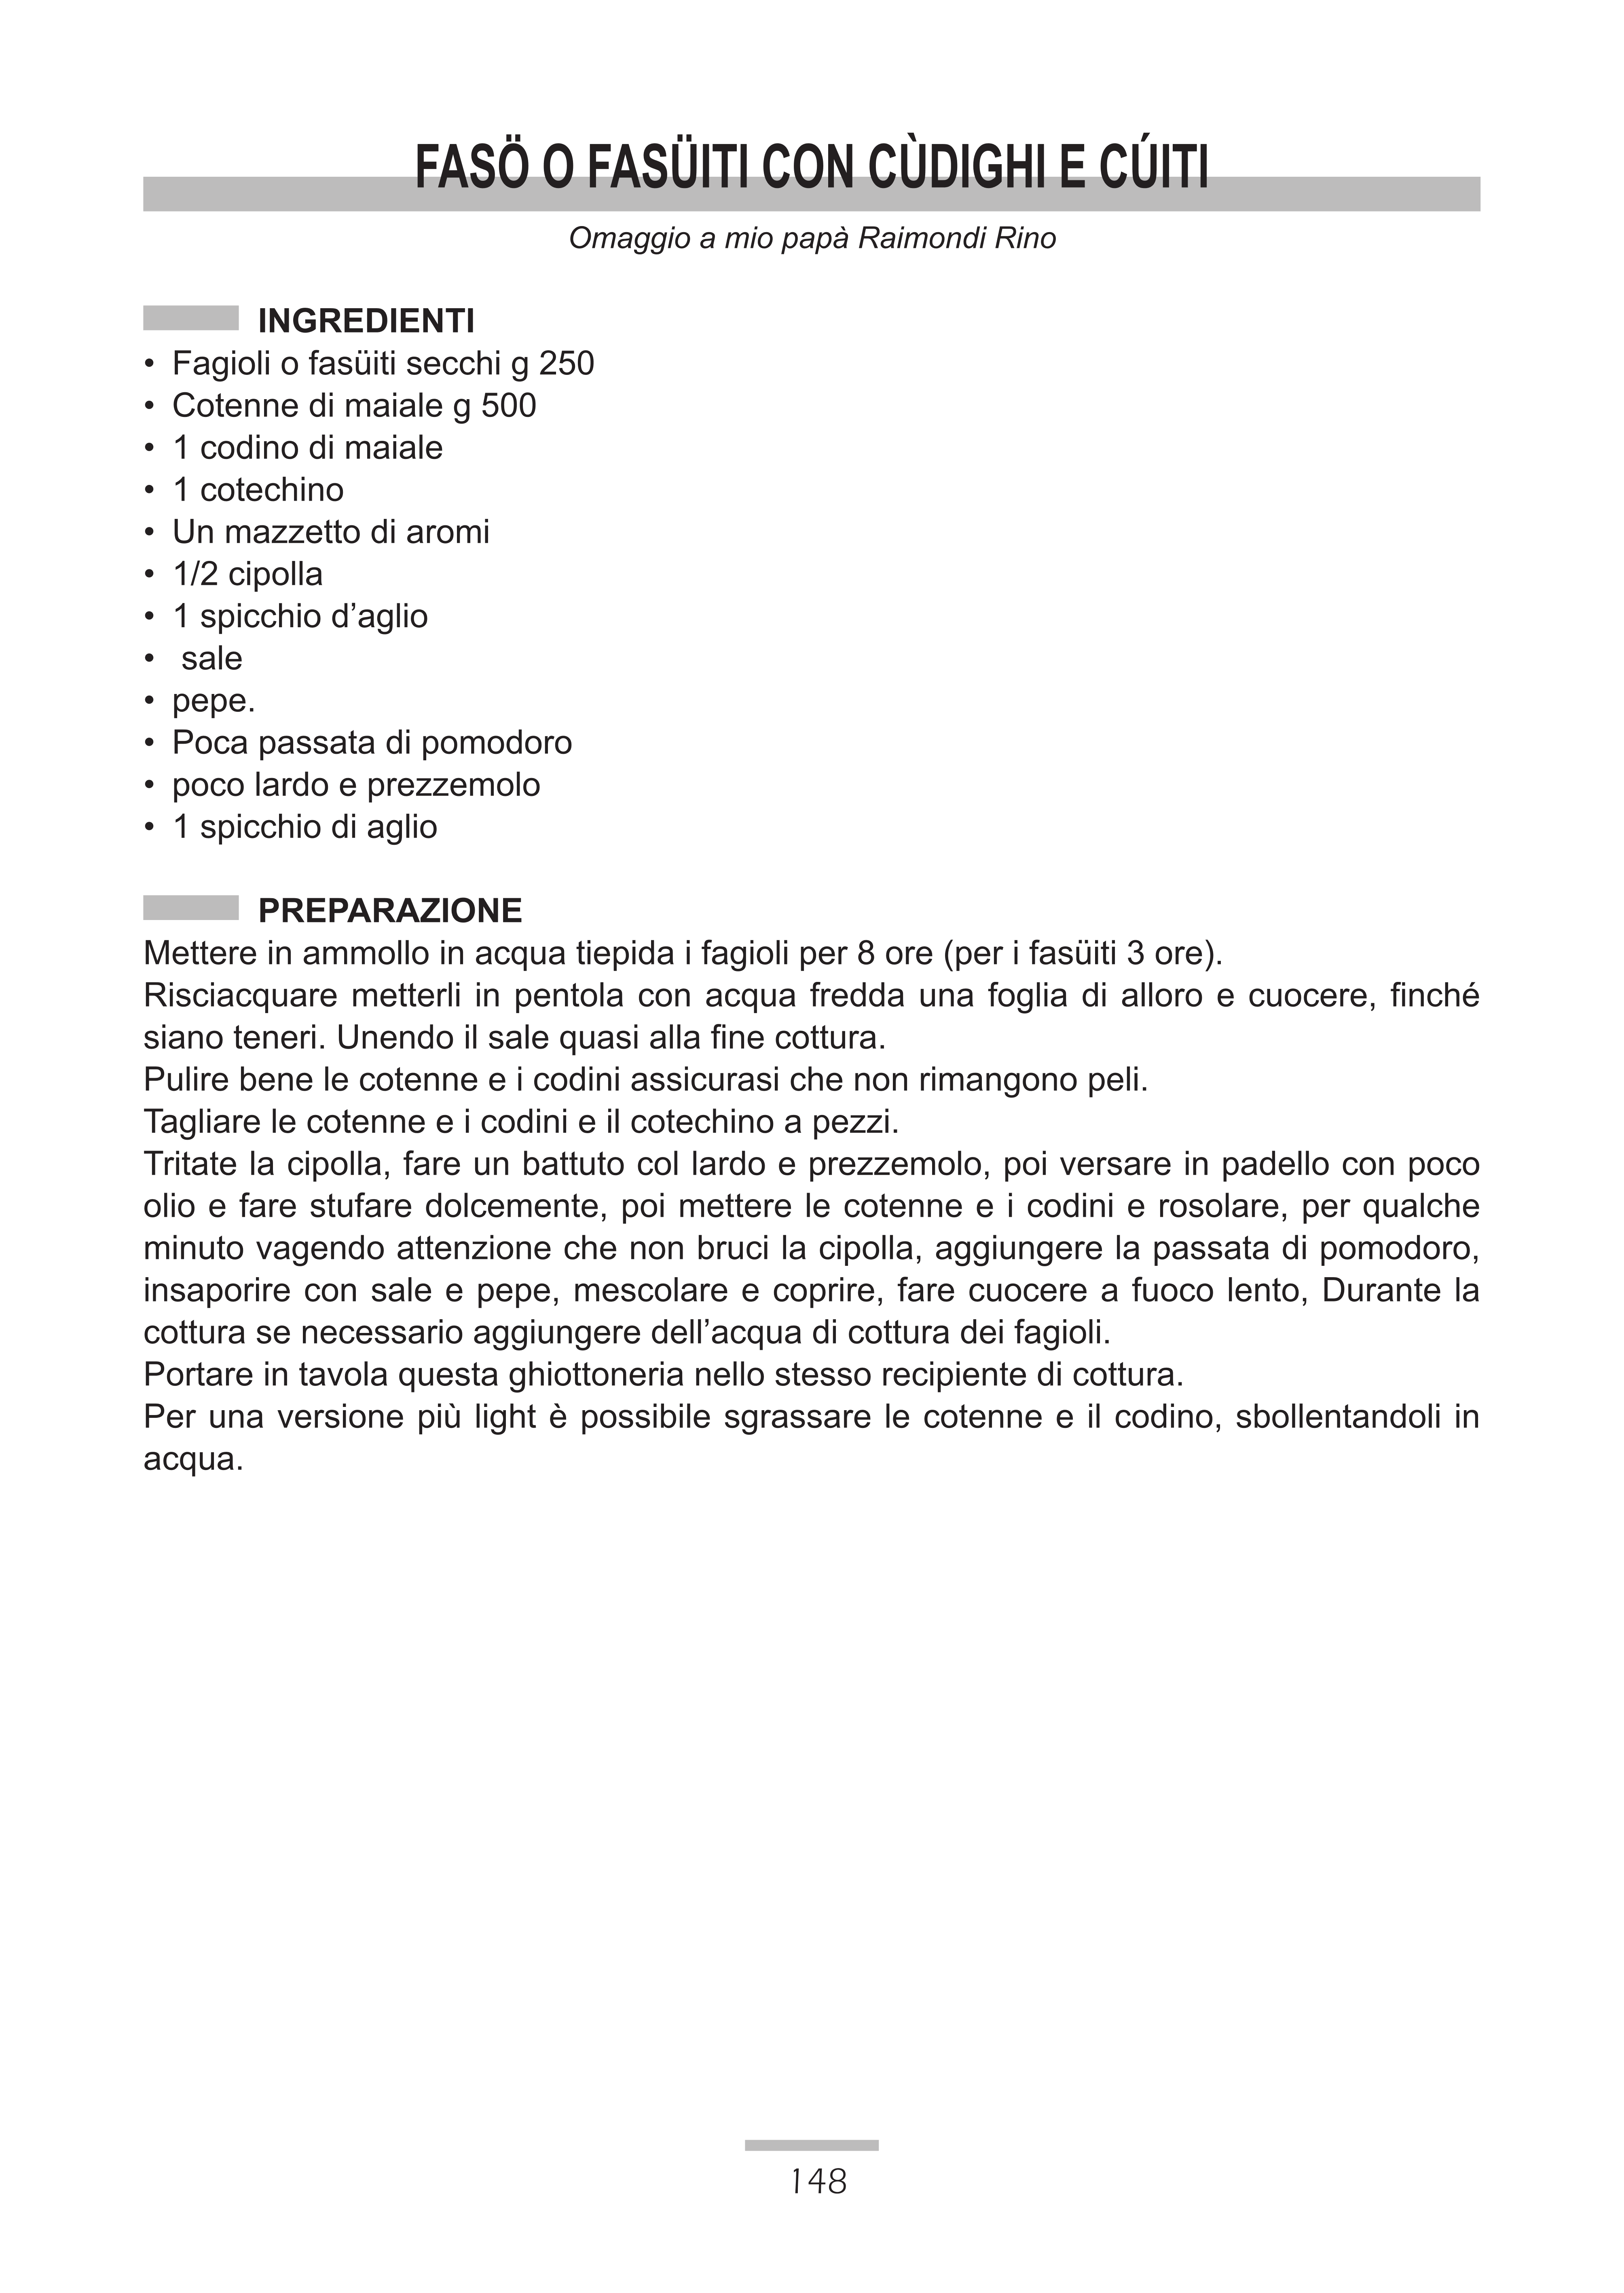 FASÖ O FASÜITI CON CÙDIGHI E CÚITI
Omaggio a mio papà Raimondi Rino
INGREDIENTI
• Fagioli o fasüiti secchi g 250
• Cotenne di maiale g 500
• 1 codino di maiale
• 1 cotechino
• Un mazzetto di aromi
• 1/2 cipolla
• 1 spicchio d’aglio
• sale
• pepe.
• Poca passata di pomodoro
• poco lardo e prezzemolo
• 1 spicchio di aglio
PREPARAZIONE
Mettere in ammollo in acqua tiepida i fagioli per 8 ore (per i fasüiti 3 ore).
Risciacquare metterli in pentola con acqua fredda una foglia di alloro e cuocere, finché
siano teneri. Unendo il sale quasi alla fine cottura.
Pulire bene le cotenne e i codini assicurasi che non rimangono peli.
Tagliare le cotenne e i codini e il cotechino a pezzi.
Tritate la cipolla, fare un battuto col lardo e prezzemolo, poi versare in padello con poco
olio e fare stufare dolcemente, poi mettere le cotenne e i codini e rosolare, per qualche
minuto vagendo attenzione che non bruci la cipolla, aggiungere la passata di pomodoro,
insaporire con sale e pepe, mescolare e coprire, fare cuocere a fuoco lento, Durante la
cottura se necessario aggiungere dell’acqua di cottura dei fagioli.
Portare in tavola questa ghiottoneria nello stesso recipiente di cottura.
Per una versione più light è possibile sgrassare le cotenne e il codino, sbollentandoli in
acqua.
148